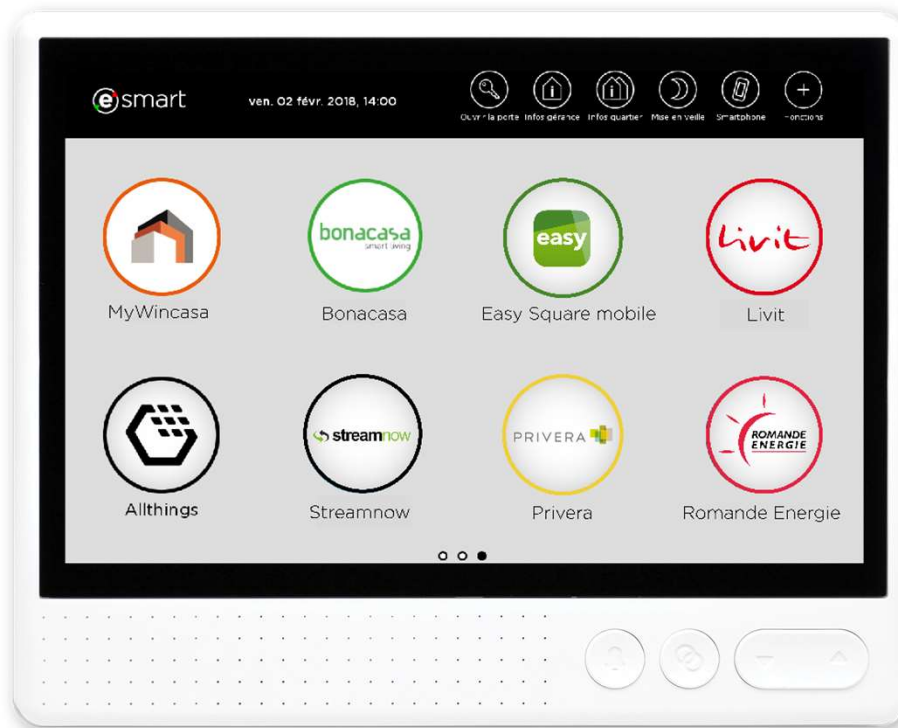 esmart
ven. 02 févr. 2018, 14:00
Ouvrir la porte Infos gérance Infos quartier Mise en veille Smartphone Fonctions
bonacasa
smart living
easy
Livit
MyWincasa Bonacasa Easy Square mobile Livit
streamnow
PRIVERA
ROMANDE
ENERGIE
Allthings Streamnow Privera Romande Energie